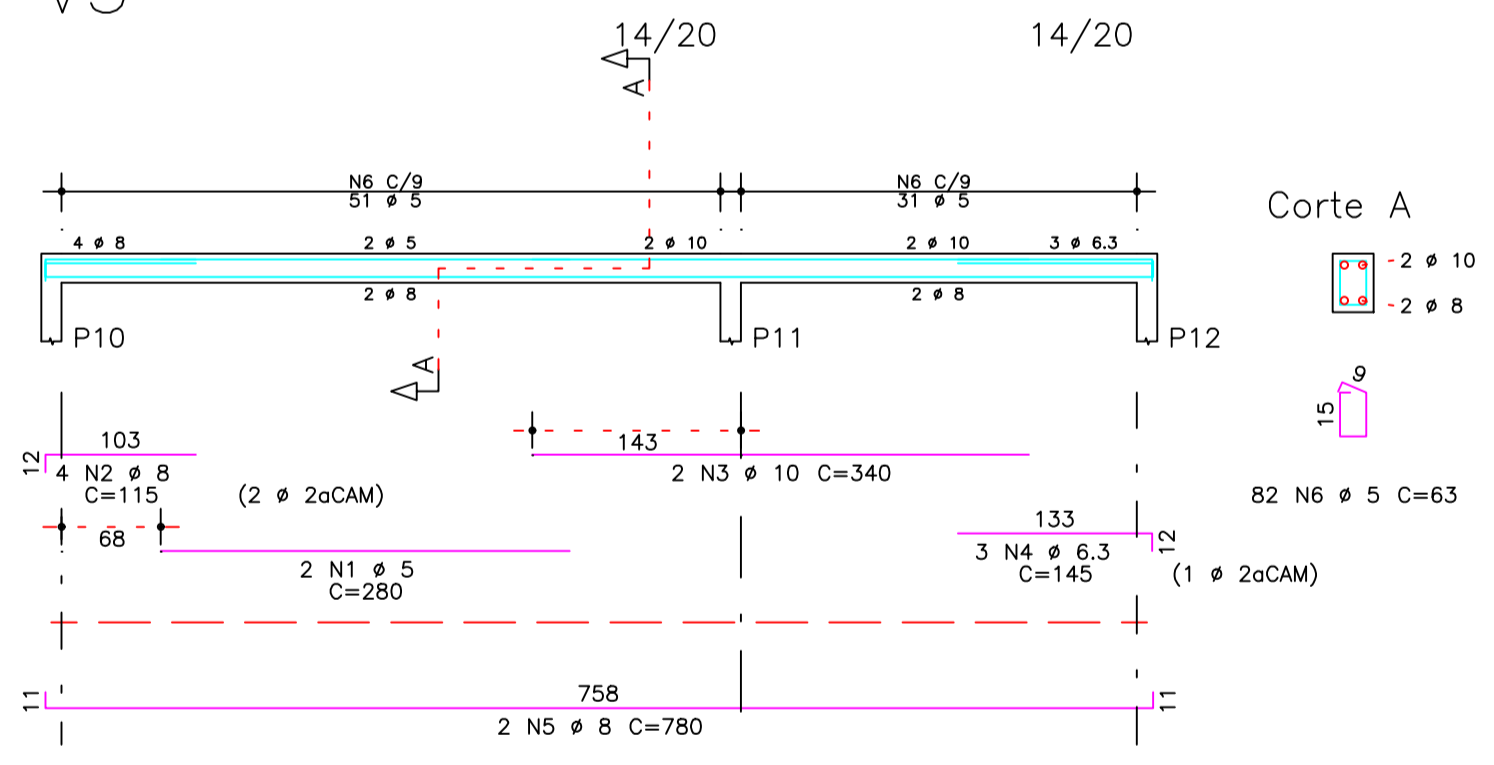 14/20
14/20
A
N6 C/9
51 ø 5
N6 C/9
31 ø 5
Corte A
4 ø 8
2 ø 5
2 ø 10
2 ø 10
3 ø 6.3
2 ø 10
2 ø 8
2 ø 8
2 ø 8
P10
P11
P12
A
9
15
103
12
4 N2 ø 8
C=115
(2 ø 2aCAM)
143
2 N3 ø 10 C=340
82 N6 ø 5 C=63
68
2 N1 ø 5
C=280
133
12
3 N4 ø 6.3
C=145
(1 ø 2aCAM)
11
758
11
2 N5 ø 8 C=780